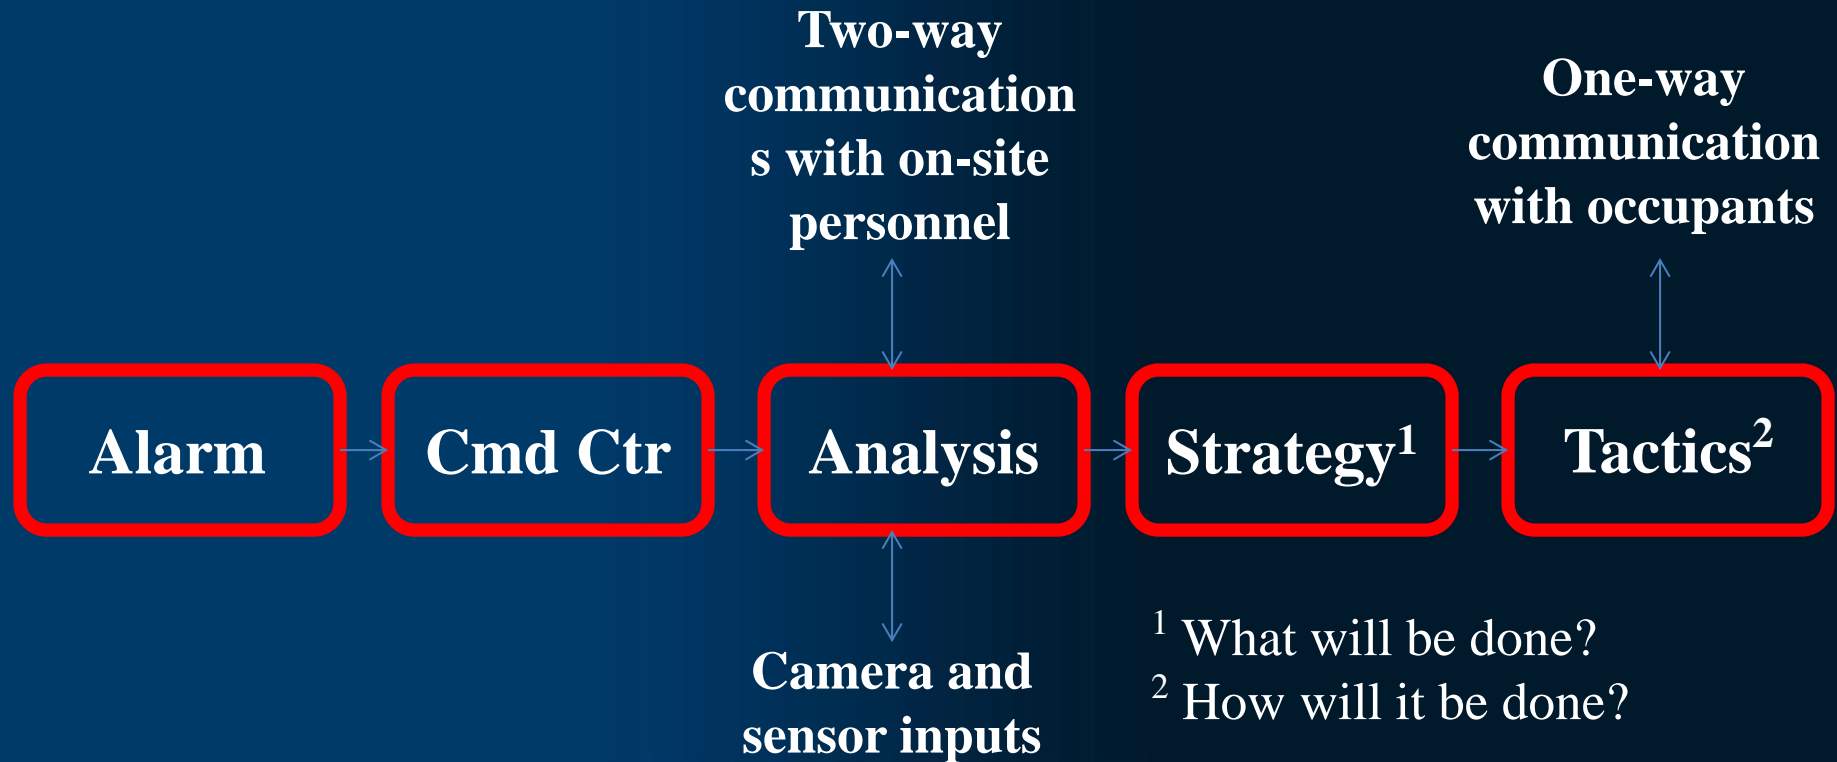 Two-way
communication
s with on-site
personnel
One-way
communication
with occupants
Alarm
Cmd Ctr
Analysis
Strategy¹
Tactics²
Camera and
sensor inputs
¹ What will be done?
² How will it be done?